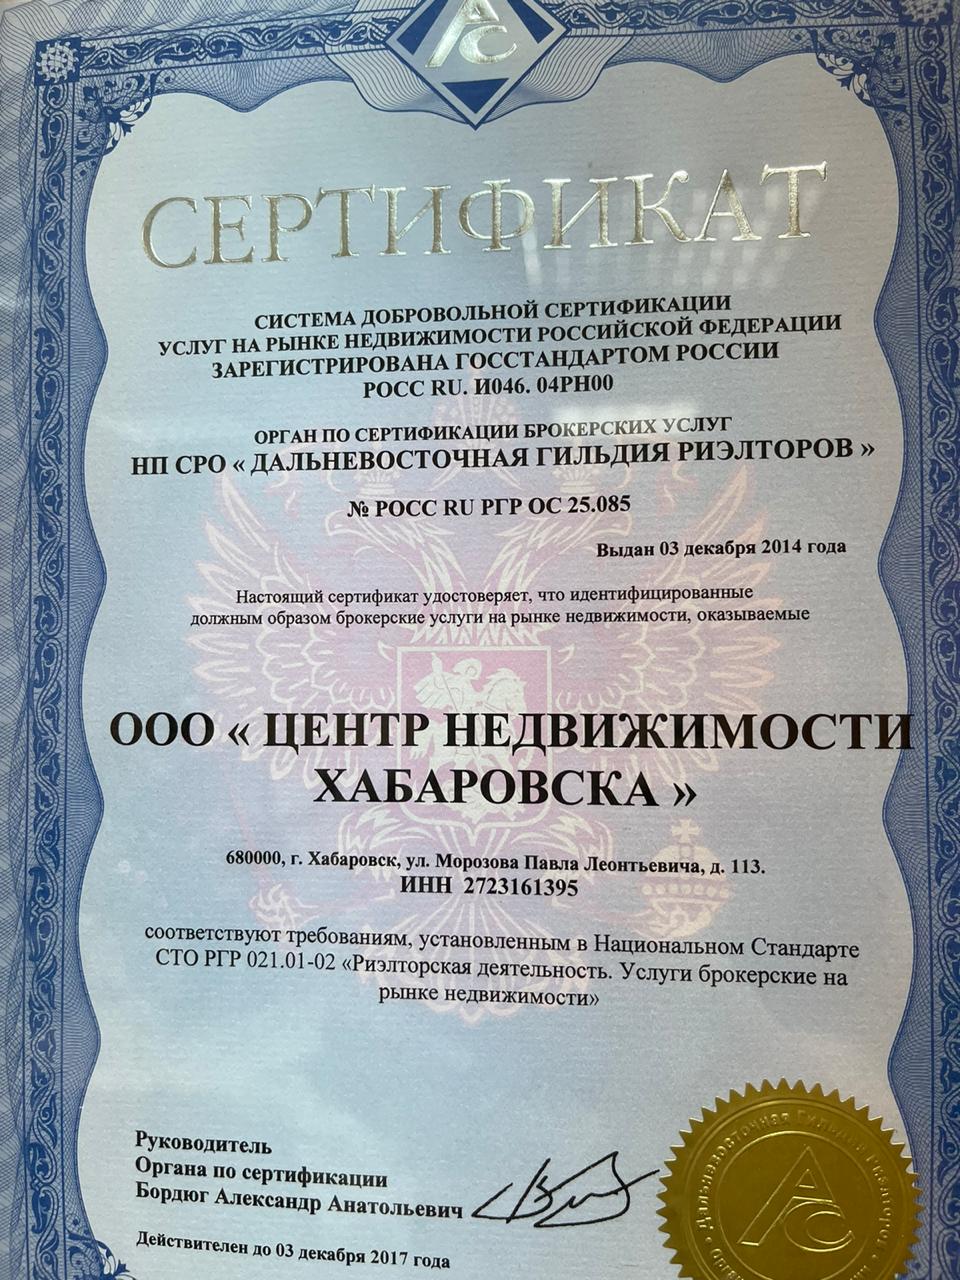 АС
СЕРТИФИКАТ
СИСТЕМА ДОБРОВОЛЬНОЙ СЕРТИФИКАЦИИ
УСЛУГ НА РЫНКЕ НЕДВИЖИМОСТИ РОССИЙСКОЙ ФЕДЕРАЦИИ
ЗАРЕГИСТРИРОВАНА ГОССТАНДАРТОМ РОССИИ
РОСС RU. И046. 04РН00
ОРГАН ПО СЕРТИФИКАЦИИ БРОКЕРСКИХ УСЛУГ
НП СРО « ДАЛЬНЕВОСТОЧНАЯ ГИЛЬДИЯ РИЭЛТОРОВ »
№ РОСС RU РГР ОС 25.085
Выдан 03 декабря 2014 года
Настоящий сертификат удостоверяет, что идентифицированные
должным образом брокерские услуги на рынке недвижимости, оказываемые
ООО « ЦЕНТР НЕДВИЖИМОСТИ
ХАБАРОВСКА »
680000, г. Хабаровск, ул. Морозова Павла Леонтьевича, д. 113.
ИНН 2723161395
соответствуют требованиям, установленным в Национальном Стандарте
СТО РГР 021.01-02 «Риэлторская деятельность. Услуги брокерские на
рынке недвижимости»
Руководитель
Органа по сертификации
Бордюг Александр Анатольевич
Действителен до 03 декабря 2017 года
Дальневосточная Гильдия Риэлторов
АС